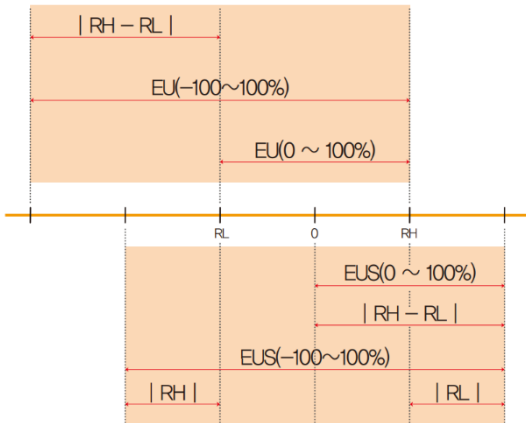 | RH − RL |
EU(−100～100%)
EU(0 ～ 100%)
RL 0 RH
EUS(0 ～ 100%)
| RH − RL |
EUS(−100～100%)
| RH | | RL |